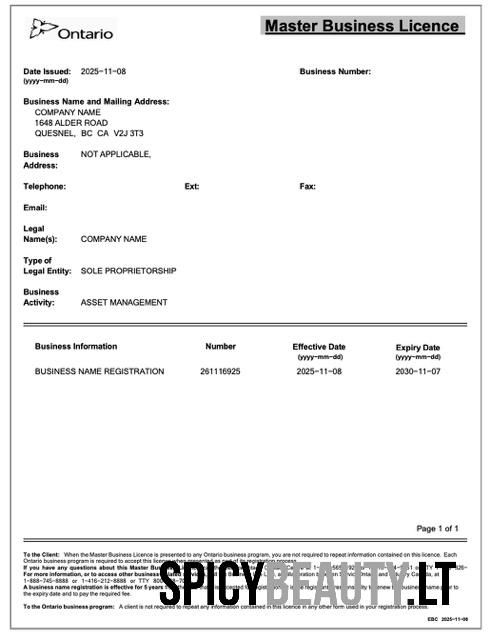 Ontario
Master Business Licence
Date Issued: 2025-11-08
(yyyy-mm-dd)
Business Number:
Business Name and Mailing Address:
COMPANY NAME
1648 ALDER ROAD
QUESNEL, BC CA V2J 3T3
Business Address: NOT APPLICABLE,
Telephone: Ext: Fax:
Email:
Legal Name(s): COMPANY NAME
Type of Legal Entity: SOLE PROPRIETORSHIP
Business Activity: ASSET MANAGEMENT
Business Information Number Effective Date Expiry Date
(yyyy-mm-dd) (yyyy-mm-dd)
BUSINESS NAME REGISTRATION 261116925 2025-11-08 2030-11-07
Page 1 of 1
To the Client: When the Master Business Licence is presented to any Ontario business program, you are not required to repeat information contained on this licence. Each
Ontario business program is required to accept this licence when presented as part of its registration process.
If you have any questions about this Master
For more information, or to access other business
1-888-745-8888 or 1-416-212-8888 or TTY
A business name registration is effective for 5 years
the expiry date and to pay the required fee.
To the Ontario business program: A client is not required to repeat any information contained in this licence in any other form used in your registration process.
SPICYBEAUTY.LT
EBC 2025-11-08